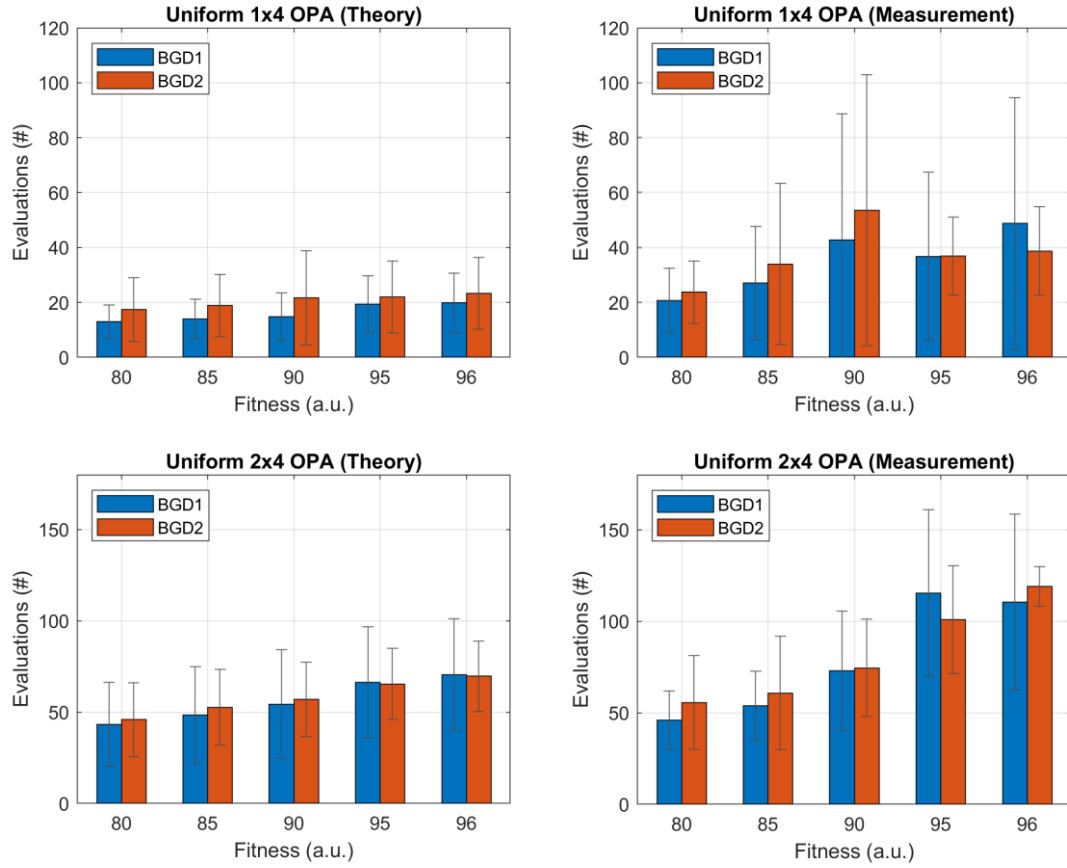 Uniform 1x4 OPA (Theory)
120
100
80
60
40
20
0
Evaluations (#)
BGD1
BGD2
80 85 90 95 96
Fitness (a.u.)
Uniform 1x4 OPA (Measurement)
120
100
80
60
40
20
0
Evaluations (#)
BGD1
BGD2
80 85 90 95 96
Fitness (a.u.)
Uniform 2x4 OPA (Theory)
150
100
50
0
Evaluations (#)
BGD1
BGD2
80 85 90 95 96
Fitness (a.u.)
Uniform 2x4 OPA (Measurement)
150
100
50
0
Evaluations (#)
BGD1
BGD2
80 85 90 95 96
Fitness (a.u.)